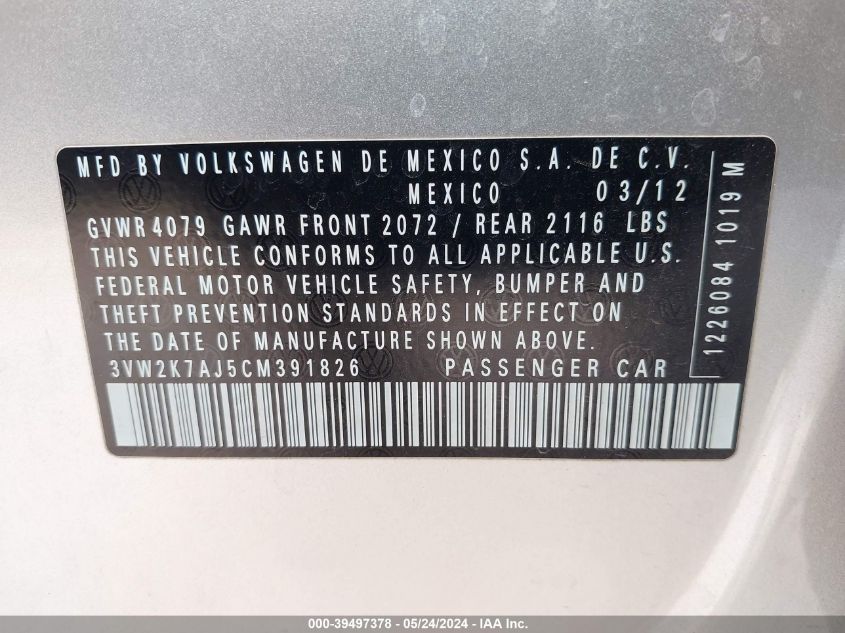 MFD BY VOLKSWAGEN DE MEXICO S.A. DE C.V.
MEXICO 03/12
GVWR 4079 GAWR FRONT 2072 / REAR 2116 LBS
THIS VEHICLE CONFORMS TO ALL APPLICABLE U.S.
FEDERAL MOTOR VEHICLE SAFETY, BUMPER AND
THEFT PREVENTION STANDARDS IN EFFECT ON
THE DATE OF MANUFACTURE SHOWN ABOVE.
3VW2K7AJ5CM391826 PASSENGER CAR
1226084 1019 M
000-39497378 - 05/24/2024 - IAA Inc.